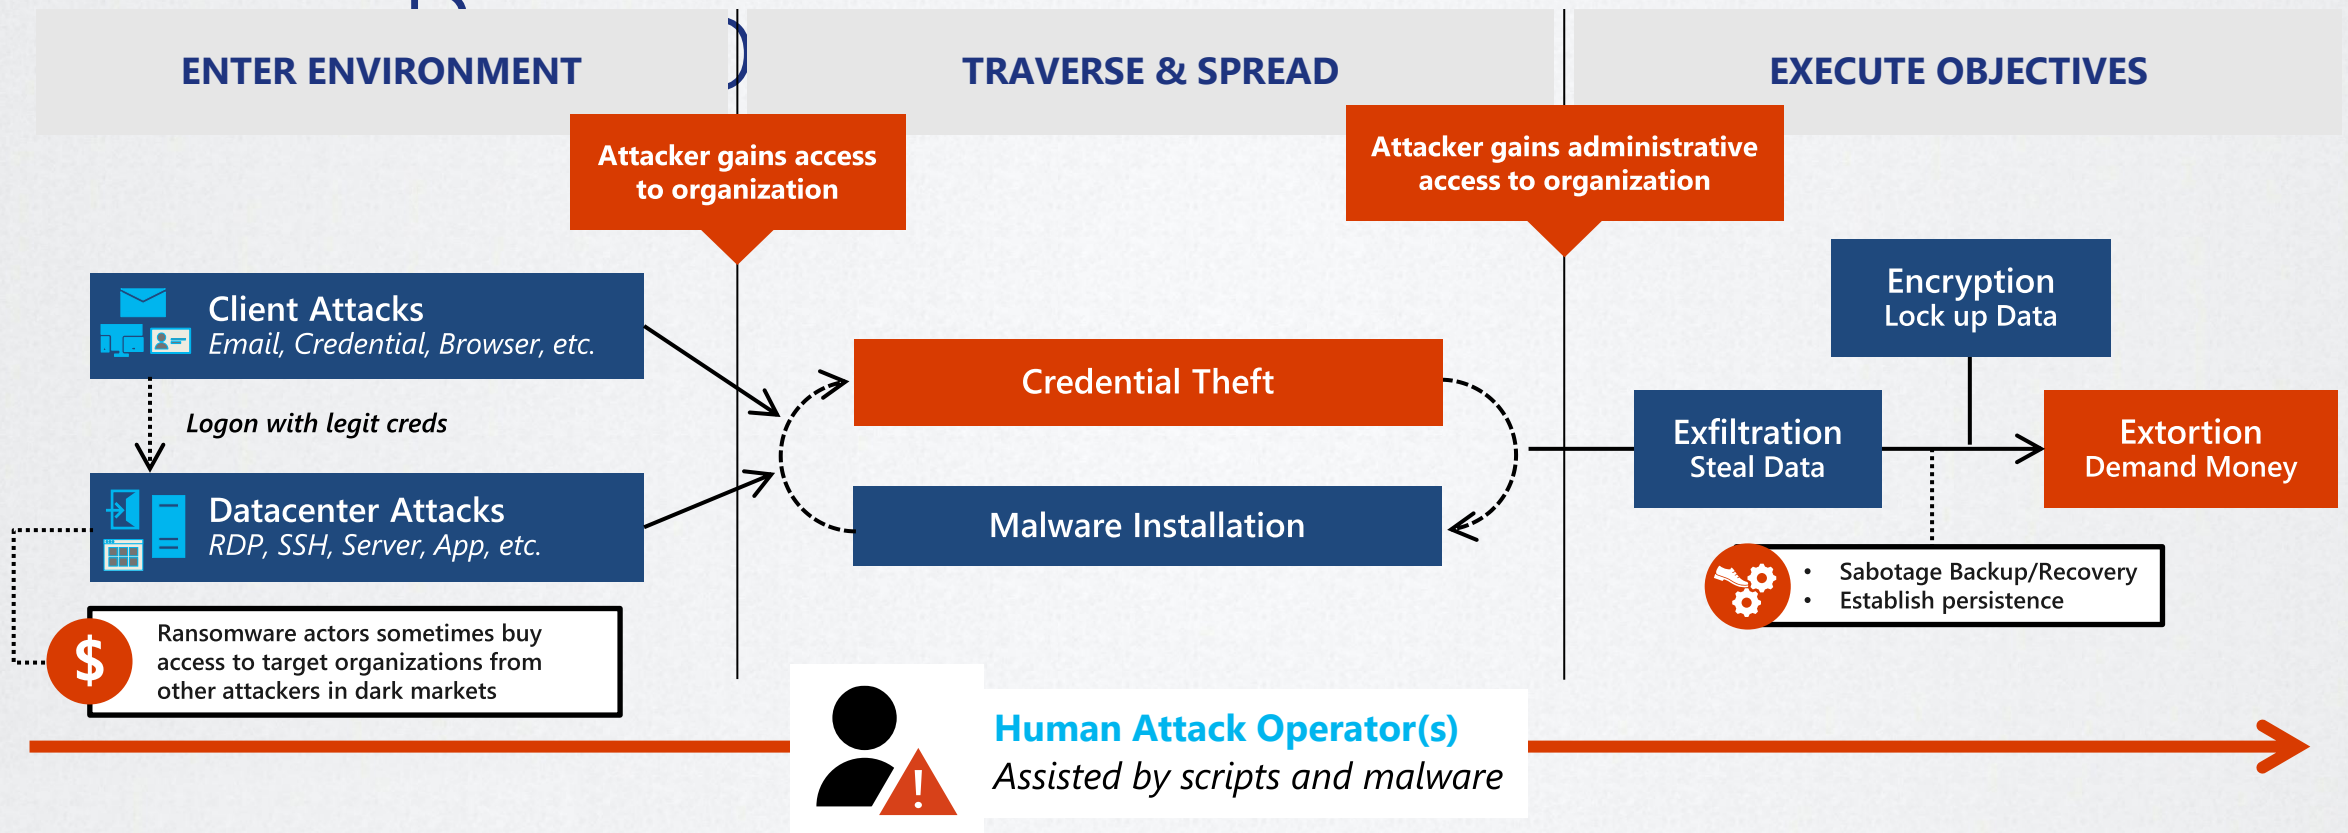 ENTER ENVIRONMENT
TRAVERSE & SPREAD
EXECUTE OBJECTIVES
Attacker gains access
to organization
Attacker gains administrative
access to organization
Client Attacks
Email, Credential, Browser, etc.
Logon with legit creds
Datacenter Attacks
RDP, SSH, Server, App, etc.
$
Ransomware actors sometimes buy
access to target organizations from
other attackers in dark markets
Credential Theft
Malware Installation
Encryption
Lock up Data
Exfiltration
Steal Data
Extortion
Demand Money
• Sabotage Backup/Recovery
• Establish persistence
!
Human Attack Operator(s)
Assisted by scripts and malware